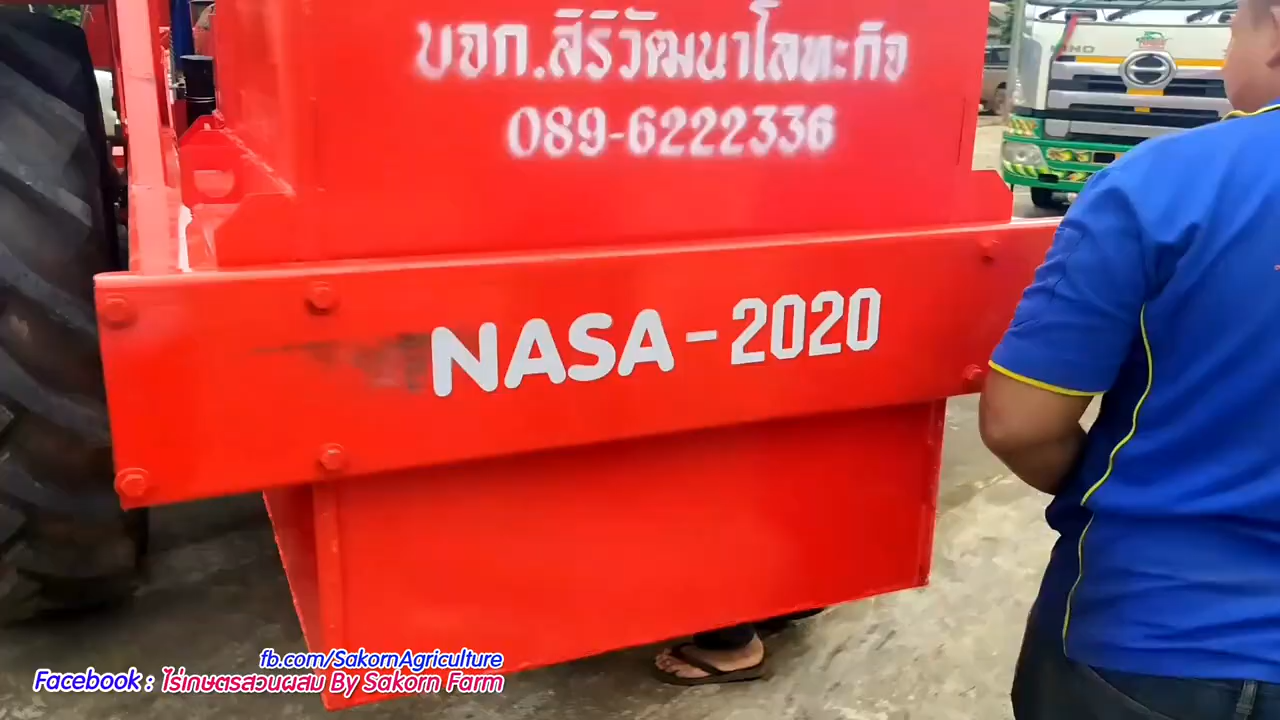 บจก.สิริวัฒนาโลหะกิจ
089-6222336
HINO
NASA-2020
fb.com/SakornAgriculture
Facebook : ไร่เกษตรสวนผสม By Sakorn Farm